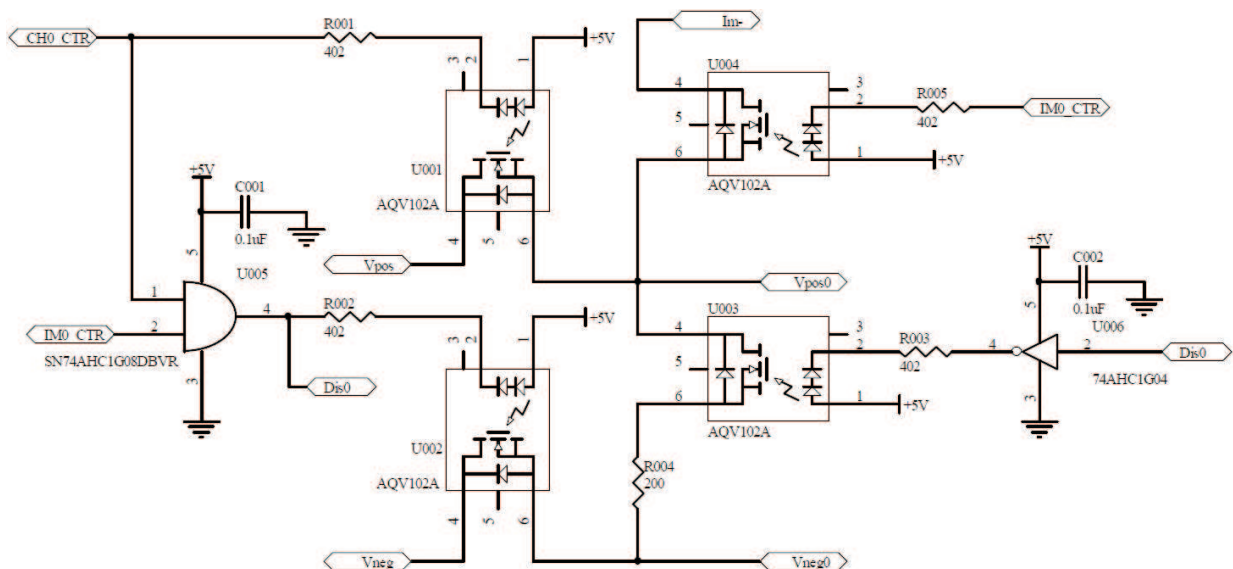 CH0_CTR
R001
402
3
2
1
+5V
U001
AQV102A
4
5
6
Vpos
Im-
U004
4
5
6
3
2
1
R005
402
IM0_CTR
+5V
AQV102A
+5V
C001
0.1uF
5
U005
1
2
4
3
IM0_CTR
SN74AHC1G08DBVR
Dis0
R002
402
3
2
1
+5V
U002
AQV102A
4
5
6
Vneg
Vpos0
U003
4
5
6
3
2
1
R003
402
+5V
AQV102A
R004
200
+5V
C002
0.1uF
U006
5
4
2
3
74AHC1G04
Dis0
Vneg0